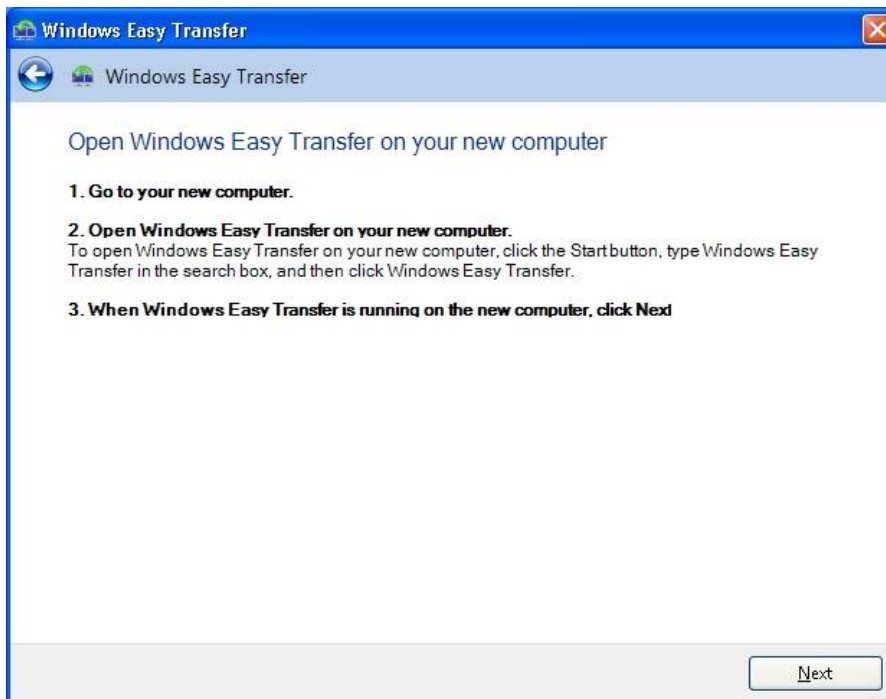 Windows Easy Transfer
Windows Easy Transfer
Open Windows Easy Transfer on your new computer
1. Go to your new computer.
2. Open Windows Easy Transfer on your new computer.
To open Windows Easy Transfer on your new computer, click the Start button, type Windows Easy
Transfer in the search box, and then click Windows Easy Transfer.
3. When Windows Easy Transfer is running on the new computer, click Next
Next